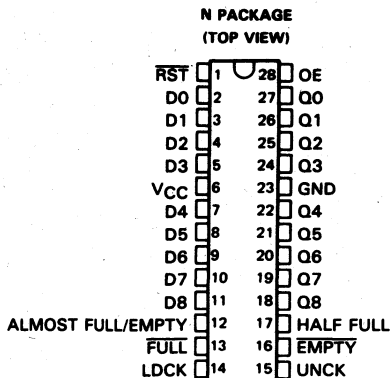 N PACKAGE
(TOP VIEW)
RST 1 28 OE
D0 2 27 Q0
D1 3 26 Q1
D2 4 25 Q2
D3 5 24 Q3
VCC 6 23 GND
D4 7 22 Q4
D5 8 21 Q5
D6 9 20 Q6
D7 10 19 Q7
D8 11 18 Q8
ALMOST FULL/EMPTY 12 17 HALF FULL
FULL 13 16 EMPTY
LDCK 14 15 UNCK